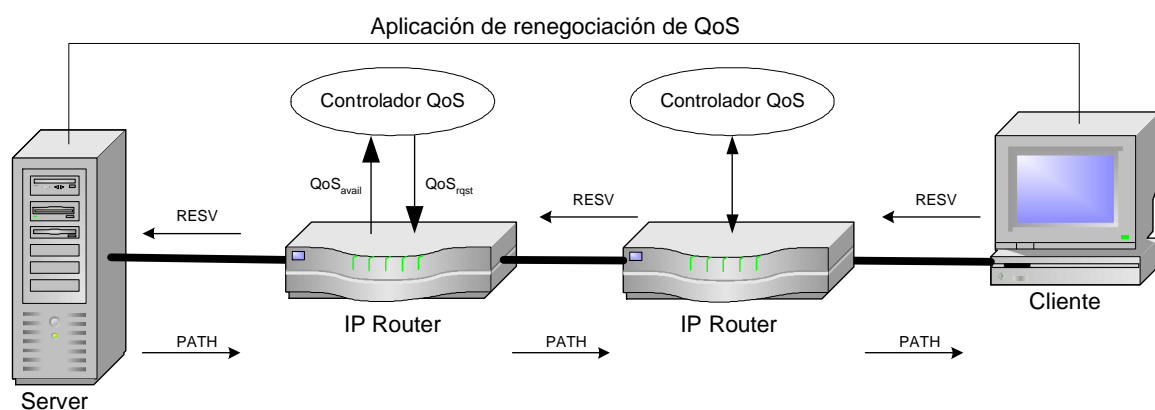 Aplicación de renegociación de QoS
Controlador QoS
Controlador QoS
QoSavail
QoSrqst
RESV
RESV
RESV
IP Router
IP Router
Cliente
PATH
PATH
PATH
Server